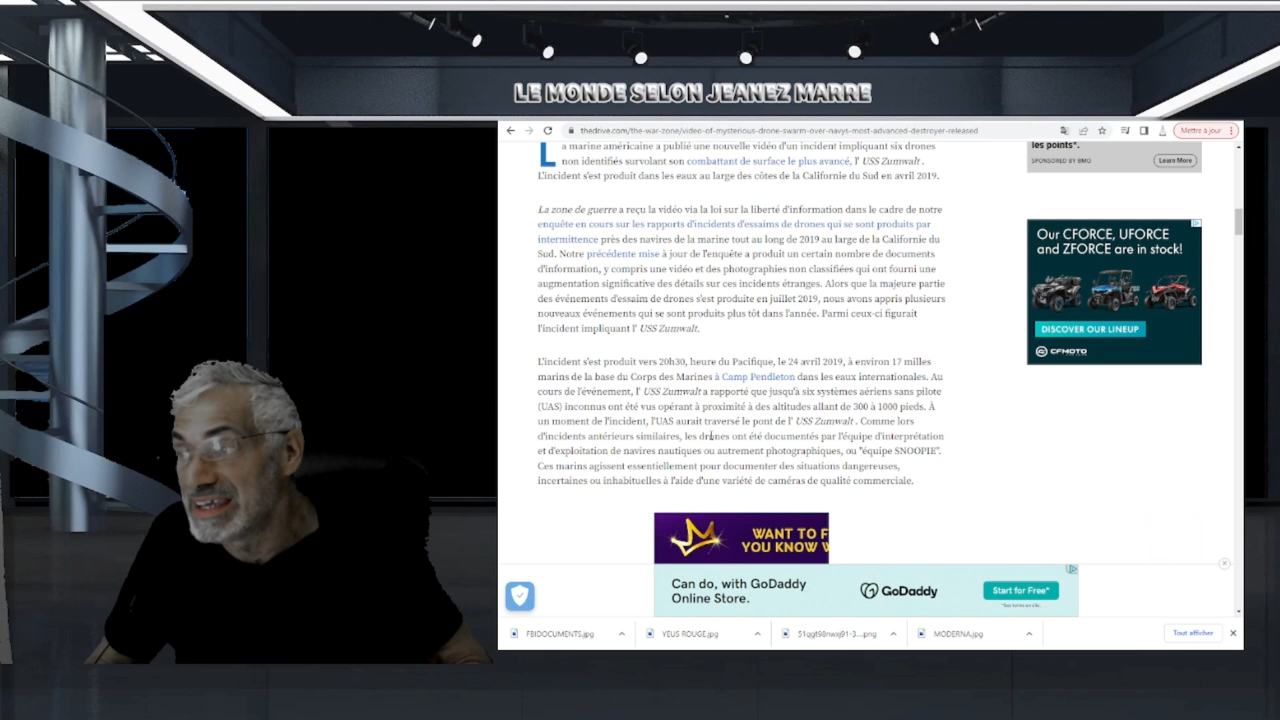 LE MONDE SELON JEANEZ MARRE
thedrive.com/the-war-zone/video-of-mysterious-drone-swarm-over-navys-most-advanced-destroyer-released
Mettre à jour
L a marine américaine a publié une nouvelle vidéo d'un incident impliquant six drones
non identifiés survolant son combattant de surface le plus avancé, l' USS Zumwalt .
L'incident s'est produit dans les eaux au large des côtes de la Californie du Sud en avril 2019.
La zone de guerre a reçu la vidéo via la loi sur la liberté d'information dans le cadre de notre
enquête en cours sur les rapports d'incidents d'essaims de drones qui se sont produits par
intermittence près des navires de la marine tout au long de 2019 au large de la Californie du
Sud. Notre précédente mise à jour de l'enquête a produit un certain nombre de documents
d'information, y compris une vidéo et des photographies non classifiées qui ont fourni une
augmentation significative des détails sur ces incidents étranges. Alors que la majeure partie
des événements d'essaim de drones s'est produite en juillet 2019, nous avons appris plusieurs
nouveaux événements qui se sont produits plus tôt dans l'année. Parmi ceux-ci figurait
l'incident impliquant l' USS Zumwalt.
L'incident s'est produit vers 20h30, heure du Pacifique, le 24 avril 2019, à environ 17 milles
marins de la base du Corps des Marines à Camp Pendleton dans les eaux internationales. Au
cours de l'événement, l' USS Zumwalt a rapporté que jusqu'à six systèmes aériens sans pilote
(UAS) inconnus ont été vus opérant à proximité à des altitudes allant de 300 à 1000 pieds. À
un moment de l'incident, l'UAS aurait traversé le pont de l' USS Zumwalt . Comme lors
d'incidents antérieurs similaires, les drones ont été documentés par l'équipe d'interprétation
et d'exploitation de navires nautiques ou autrement photographiques, ou "équipe SNOOPIE".
Ces marins agissent essentiellement pour documenter des situations dangereuses,
incertaines ou inhabituelles à l'aide d'une variété de caméras de qualité commerciale.
les points*.
SPONSORED BY BMO
Learn More
Our CFORCE, UFORCE
and ZFORCE are in stock!
DISCOVER OUR LINEUP
CFMOTO
WANT TO F
YOU KNOW
Can do, with GoDaddy
Online Store.
GoDaddy
Start for Free*
FBIDOCUMENTS.jpg
YEUS ROUGE.jpg
51qgt98nwxj91-3....png
MODERNA.jpg
Tout afficher